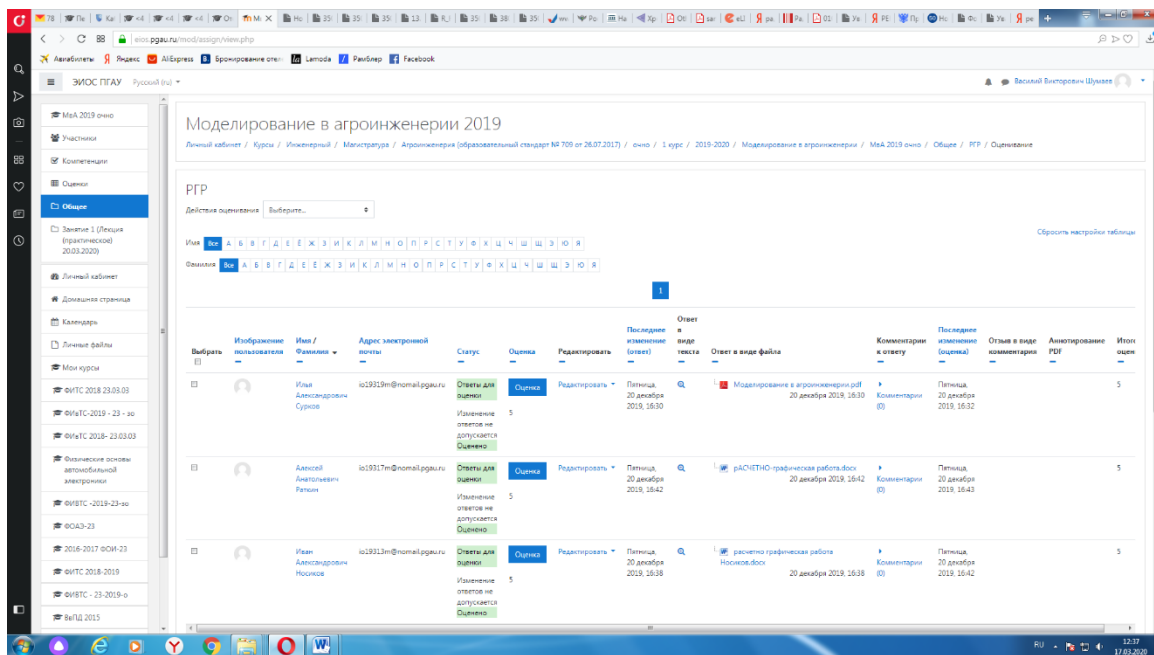 eios.pgau.ru/mod/assign/view.php
Авиабилеты Яндекс AliExpress Бронирование отел Lamoda Рамблер Facebook
ЭИОС ПГАУ Русский (ru)
Василий Викторович Шумаев
МвА 2019 очно
Участники
Компетенции
Оценки
Общее
Занятие 1 (Лекция
(практическое)
20.03.2020)
Личный кабинет
Домашняя страница
Календарь
Личные файлы
Мои курсы
ФИТС 2018 23.03.03
ФИвТС-2019 - 23 - зо
ФИвТС 2018- 23.03.03
Физические основы
автомобильной
электроники
ФИВТС -2019-23-зо
ФОАЭ-23
2016-2017 ФОИ-23
ФИТС 2018-2019
ФИВТС - 23-2019-о
ВвПД 2015
Моделирование в агроинженерии 2019
Личный кабинет / Курсы / Инженерный / Магистратура / Агроинженерия (образовательный стандарт № 709 от 26.07.2017) / очно / 1 курс / 2019-2020 / Моделирование в агроинженерии / МвА 2019 очно / Общее / РГР / Оценивание
РГР
Действия оценивания Выберите...
Сбросить настройки таблицы
Имя Все А Б В Г Д Е Ё Ж З И К Л М Н О П Р С Т У Ф Х Ц Ч Ш Щ Э Ю Я
Фамилия Все А Б В Г Д Е Ё Ж З И К Л М Н О П Р С Т У Ф Х Ц Ч Ш Щ Э Ю Я
1
Выбрать
Изображение
пользователя
Имя /
Фамилия
Адрес электронной
почты
Статус
Оценка
Редактировать
Последнее
изменение
(ответ)
Ответ
в
виде
текста
Ответ в виде файла
Комментарии
к ответу
Последнее
изменение
(оценка)
Отзыв в виде
комментария
Аннотирование
PDF
Итого
оцен
Илья
Александрович
Сурков
io19319m@nomail.pgau.ru
Ответы для
оценки
Изменение
ответов не
допускается
Оценено
Оценка
5
Редактировать
Пятница,
20 декабря
2019, 16:30
Моделирование в агроинженерии.pdf
20 декабря 2019, 16:30
Комментарии
(0)
Пятница,
20 декабря
2019, 16:32
5
Алексей
Анатольевич
Раткин
io19317m@nomail.pgau.ru
Ответы для
оценки
Изменение
ответов не
допускается
Оценено
Оценка
5
Редактировать
Пятница,
20 декабря
2019, 16:42
рАСЧЕТНО-графическая работа.docx
20 декабря 2019, 16:42
Комментарии
(0)
Пятница,
20 декабря
2019, 16:43
5
Иван
Александрович
Носиков
io19313m@nomail.pgau.ru
Ответы для
оценки
Изменение
ответов не
допускается
Оценено
Оценка
5
Редактировать
Пятница,
20 декабря
2019, 16:38
расчетно графическая работа
Носиков.docx
20 декабря 2019, 16:38
Комментарии
(0)
Пятница,
20 декабря
2019, 16:42
5
RU
12:37
17.03.2020